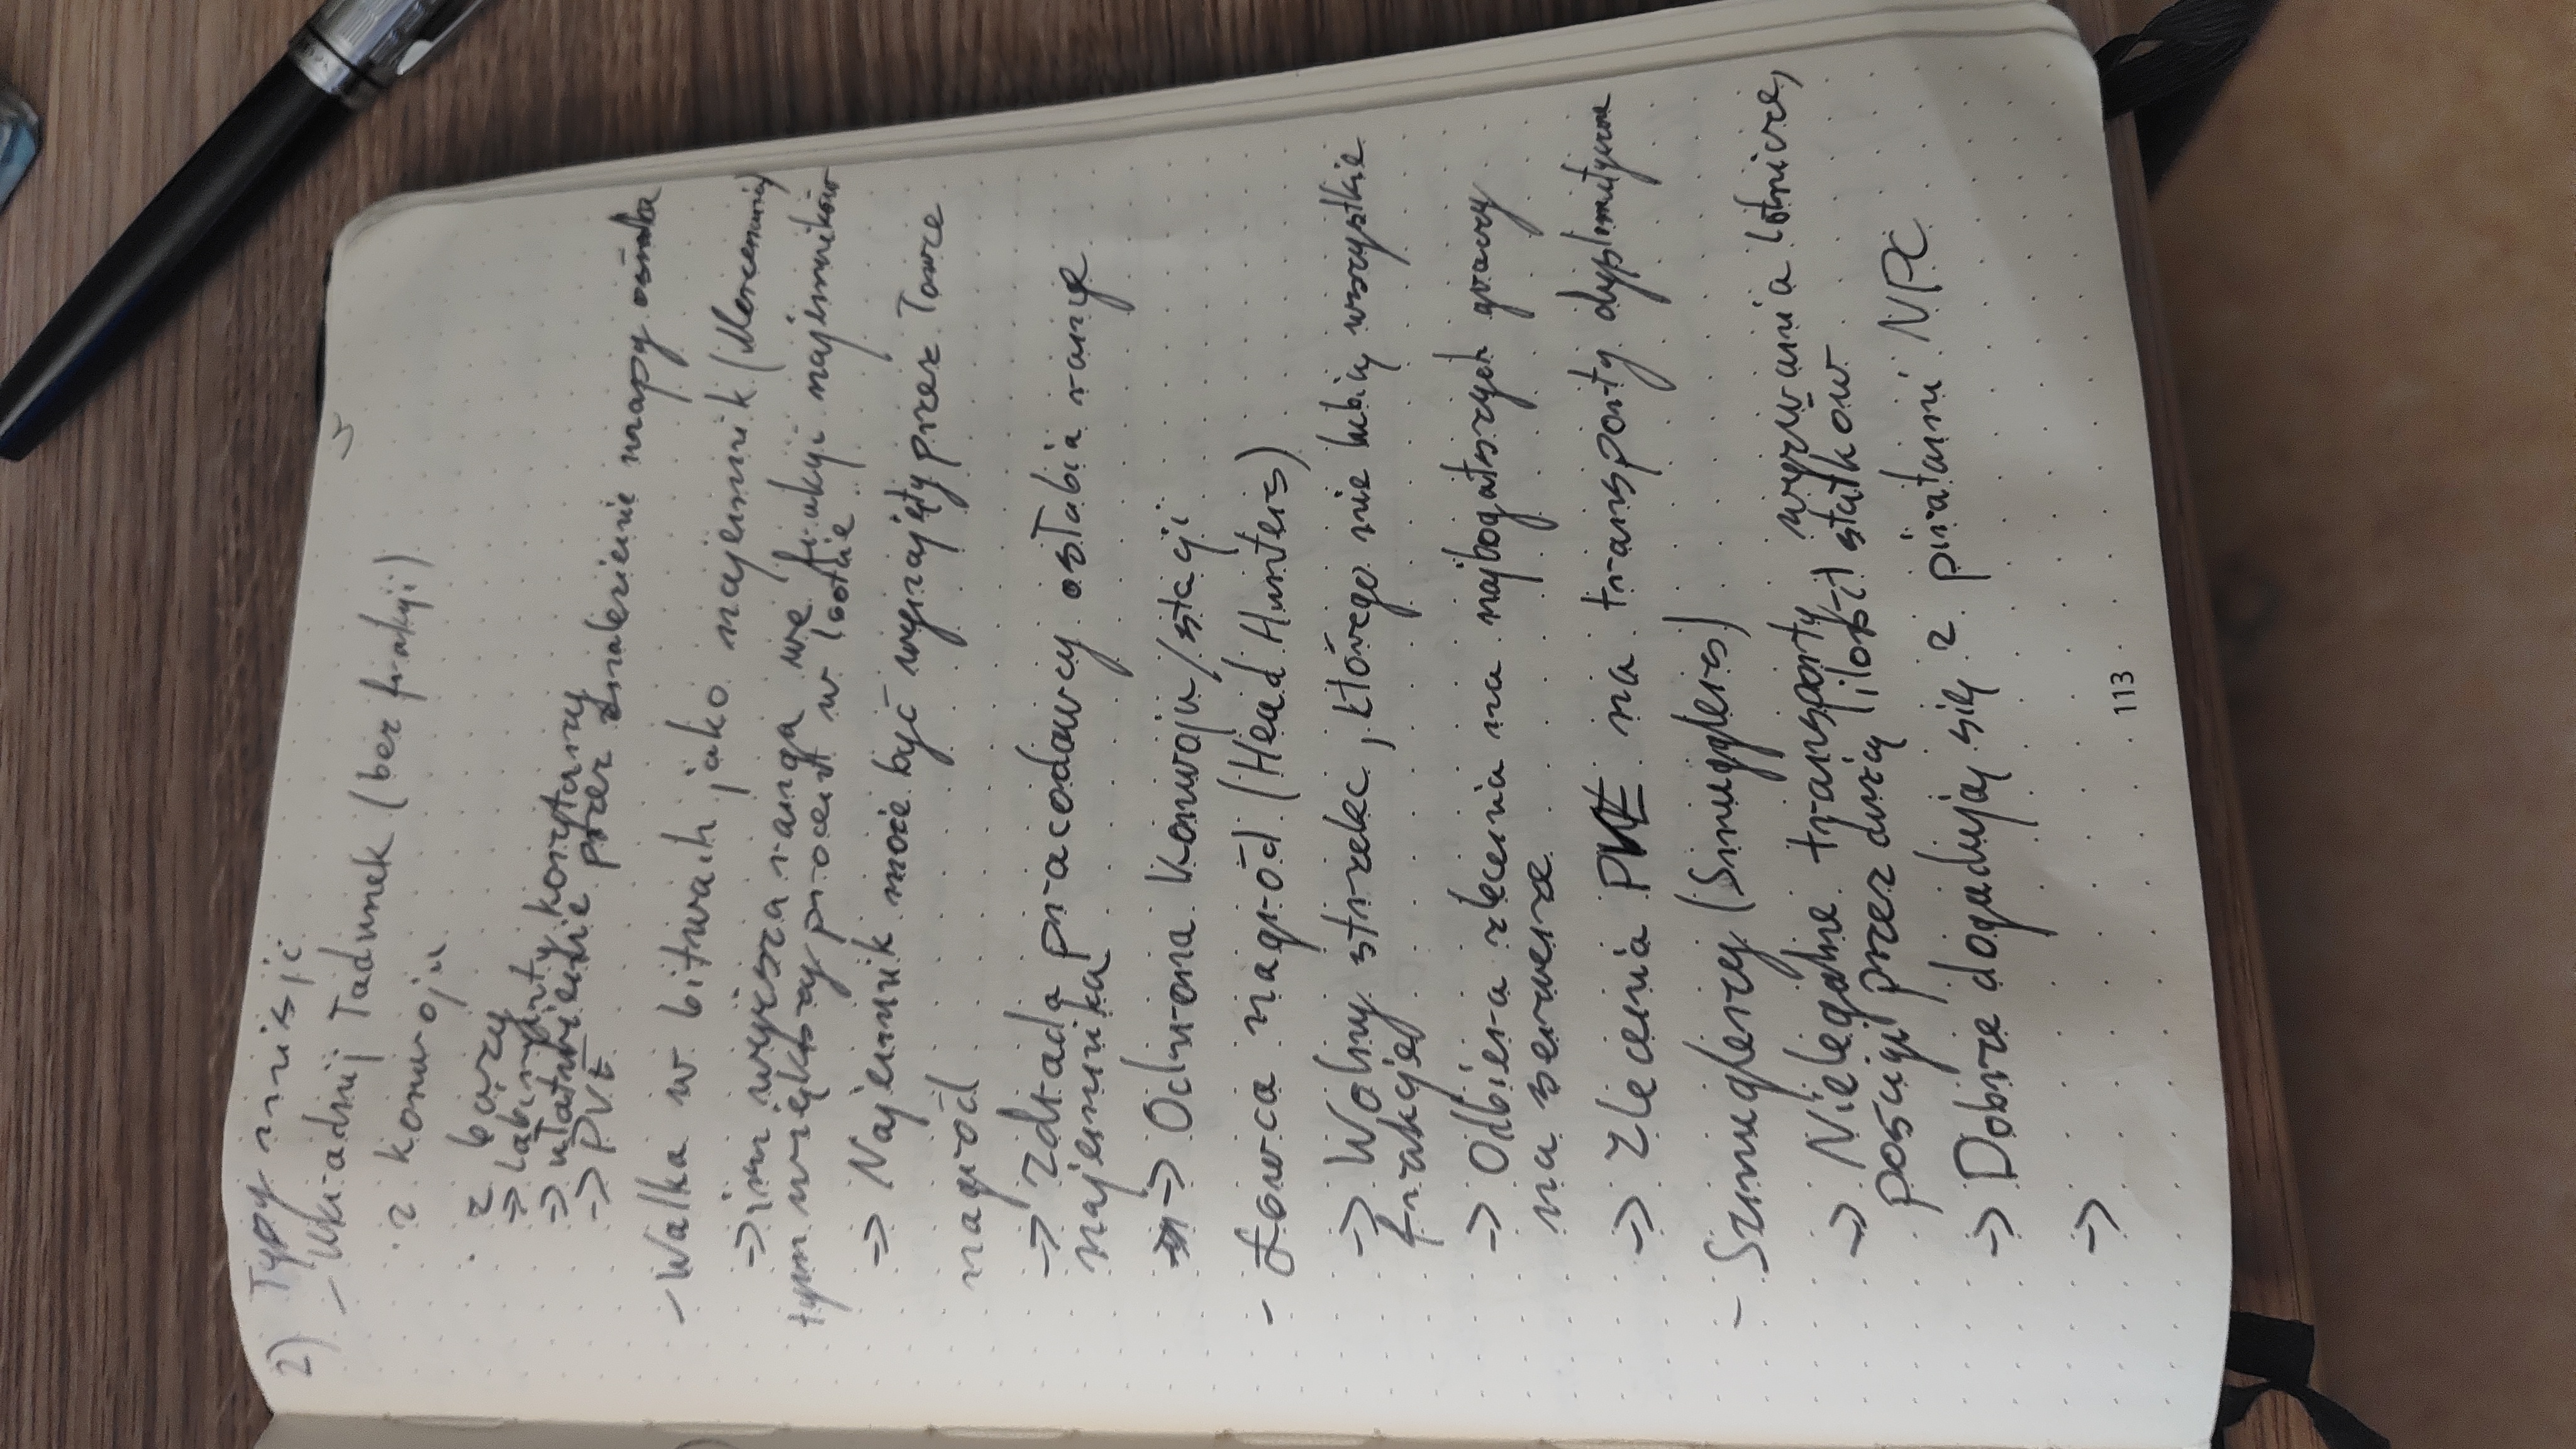 2) Typy misji
- Wkradnij ładunek (bez frakcji)
· z konwoju
· z bazy
-> labirynty korytarzy
-> ułatwienie przez znalezienie mapy ośrodka
-> PVE
- Walka w bitwach jako najemnik (Mercenaria)
-> im wyższa ranga we frakcji najemników
tym większy procent w lootcie
-> Najemnik może być wynajęty przez Łowce
nagród
-> Zdrada pracodawcy osłabia range
najemnika
-> Ochrona Konwoju/stacji
- Łowca nagród (Head Hunters)
-> Wolny strzelec, którego nie lubią wszystkie
frakcje
-> Odbiera zlecenia na najbogatszych graczy
na serwerze
-> Zlecenia PVE na transporty dyplomatyczne
- Szmuglerzy (Smugglers)
-> Nielegalne transporty, wyzwania lotnicze,
pościgi przez dużą ilość statków
-> Dobrze dogadują się z piratami NPC
->
113